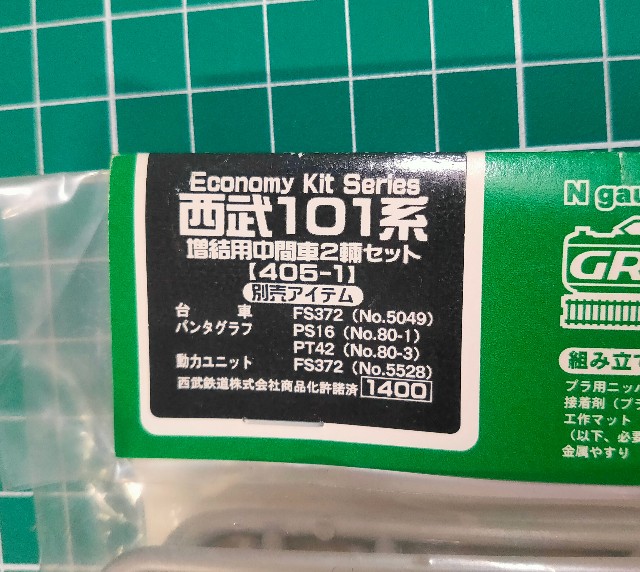 Economy Kit Series
西武101系
増結用中間車2輛セット
【405-1】
別売アイテム
台 車 FS372（No.5049）
パンタグラフ PS16（No.80-1）
PT42（No.80-3）
動力ユニット FS372（No.5528）
西武鉄道株式会社商品化許諾済 1400
N gau
GR
組み立て
プラ用ニッパ
接着剤（プラ
工作マット
（以下、必要
金属やすり